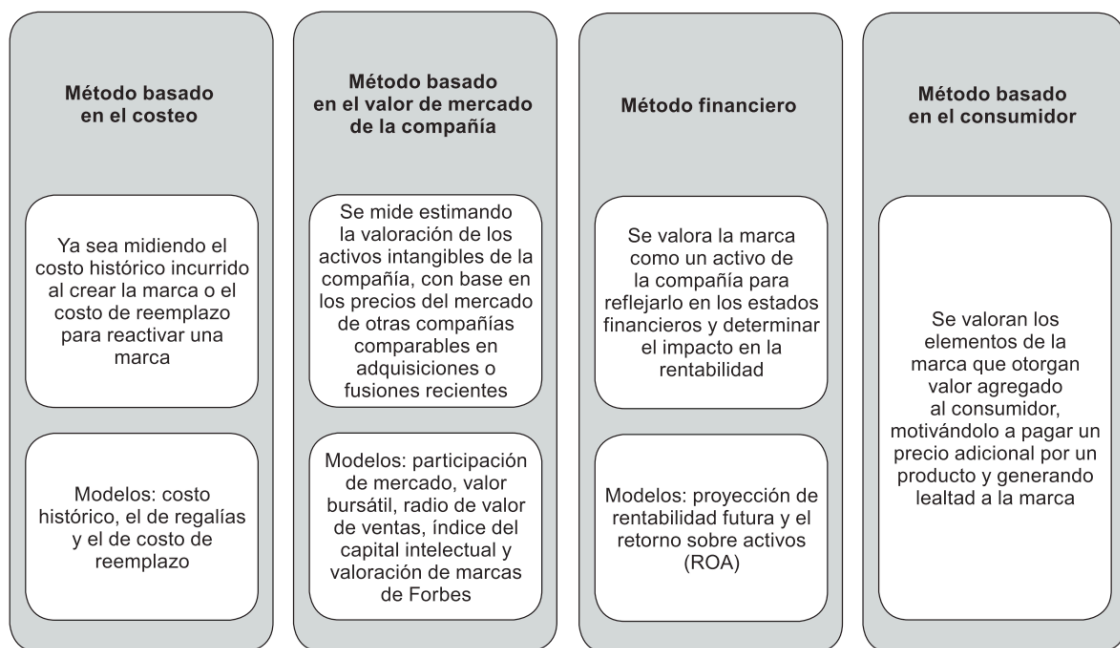 Método basado
en el costeo
Ya sea midiendo el
costo histórico incurrido
al crear la marca o el
costo de reemplazo
para reactivar una
marca
Modelos: costo
histórico, el de regalías
y el de costo de
reemplazo
Método basado
en el valor de mercado
de la compañía
Se mide estimando
la valoración de los
activos intangibles de la
compañía, con base en
los precios del mercado
de otras compañías
comparables en
adquisiciones o
fusiones recientes
Modelos: participación
de mercado, valor
bursátil, radio de valor
de ventas, índice del
capital intelectual y
valoración de marcas
de Forbes
Método financiero
Se valora la marca
como un activo de
la compañía para
reflejarlo en los estados
financieros y determinar
el impacto en la
rentabilidad
Modelos: proyección de
rentabilidad futura y el
retorno sobre activos
(ROA)
Método basado
en el consumidor
Se valoran los
elementos de la
marca que otorgan
valor agregado
al consumidor,
motivándolo a pagar un
precio adicional por un
producto y generando
lealtad a la marca